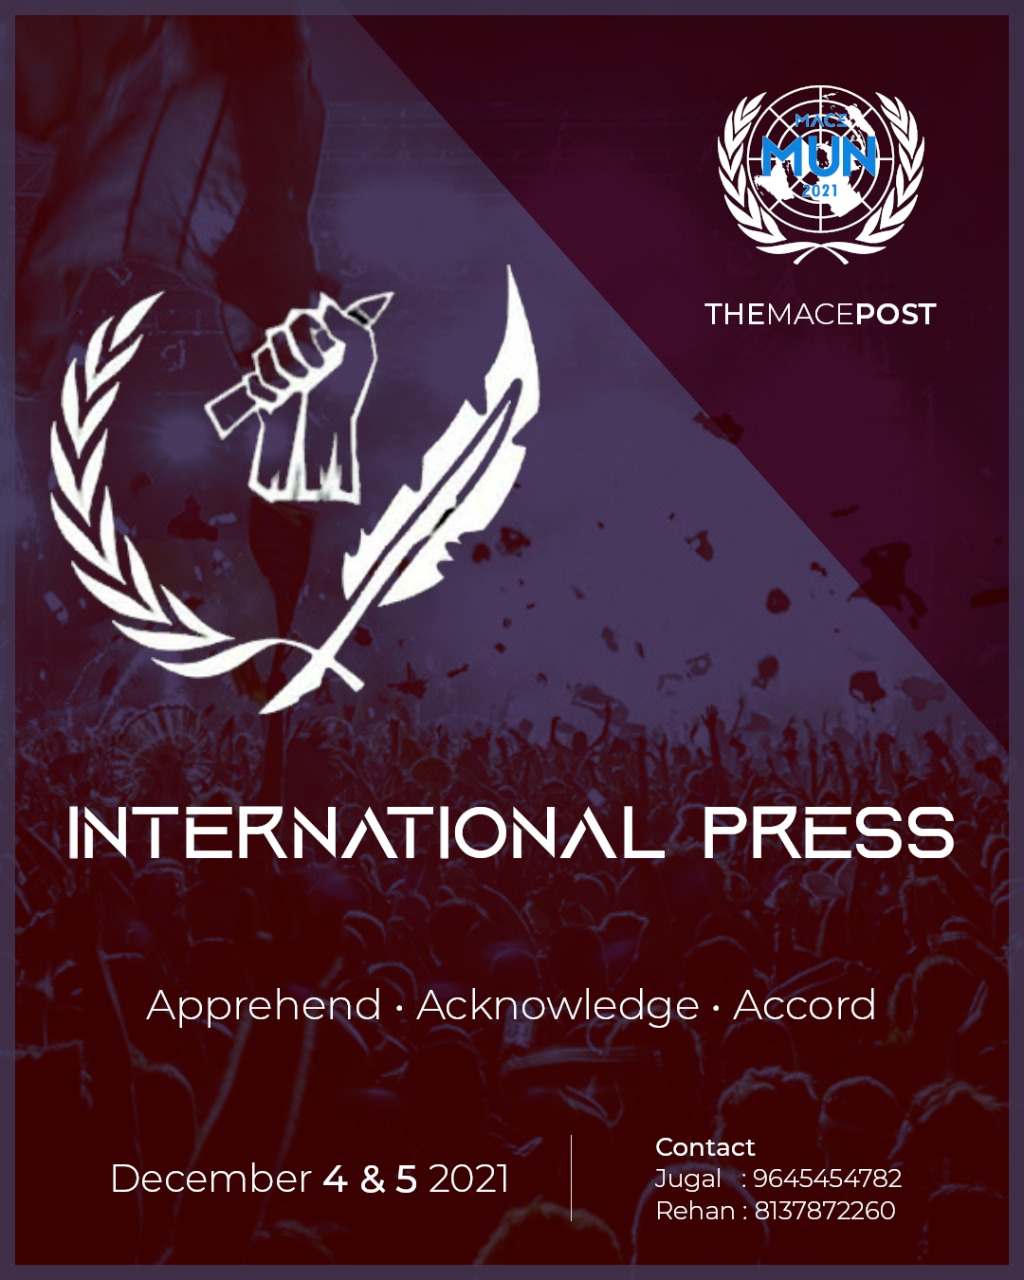 MACE
MUN
2021
THEMACEPOST
INTERNATIONAL PRESS
Apprehend • Acknowledge • Accord
December 4 & 5 2021
Contact
Jugal : 9645454782
Rehan : 8137872260